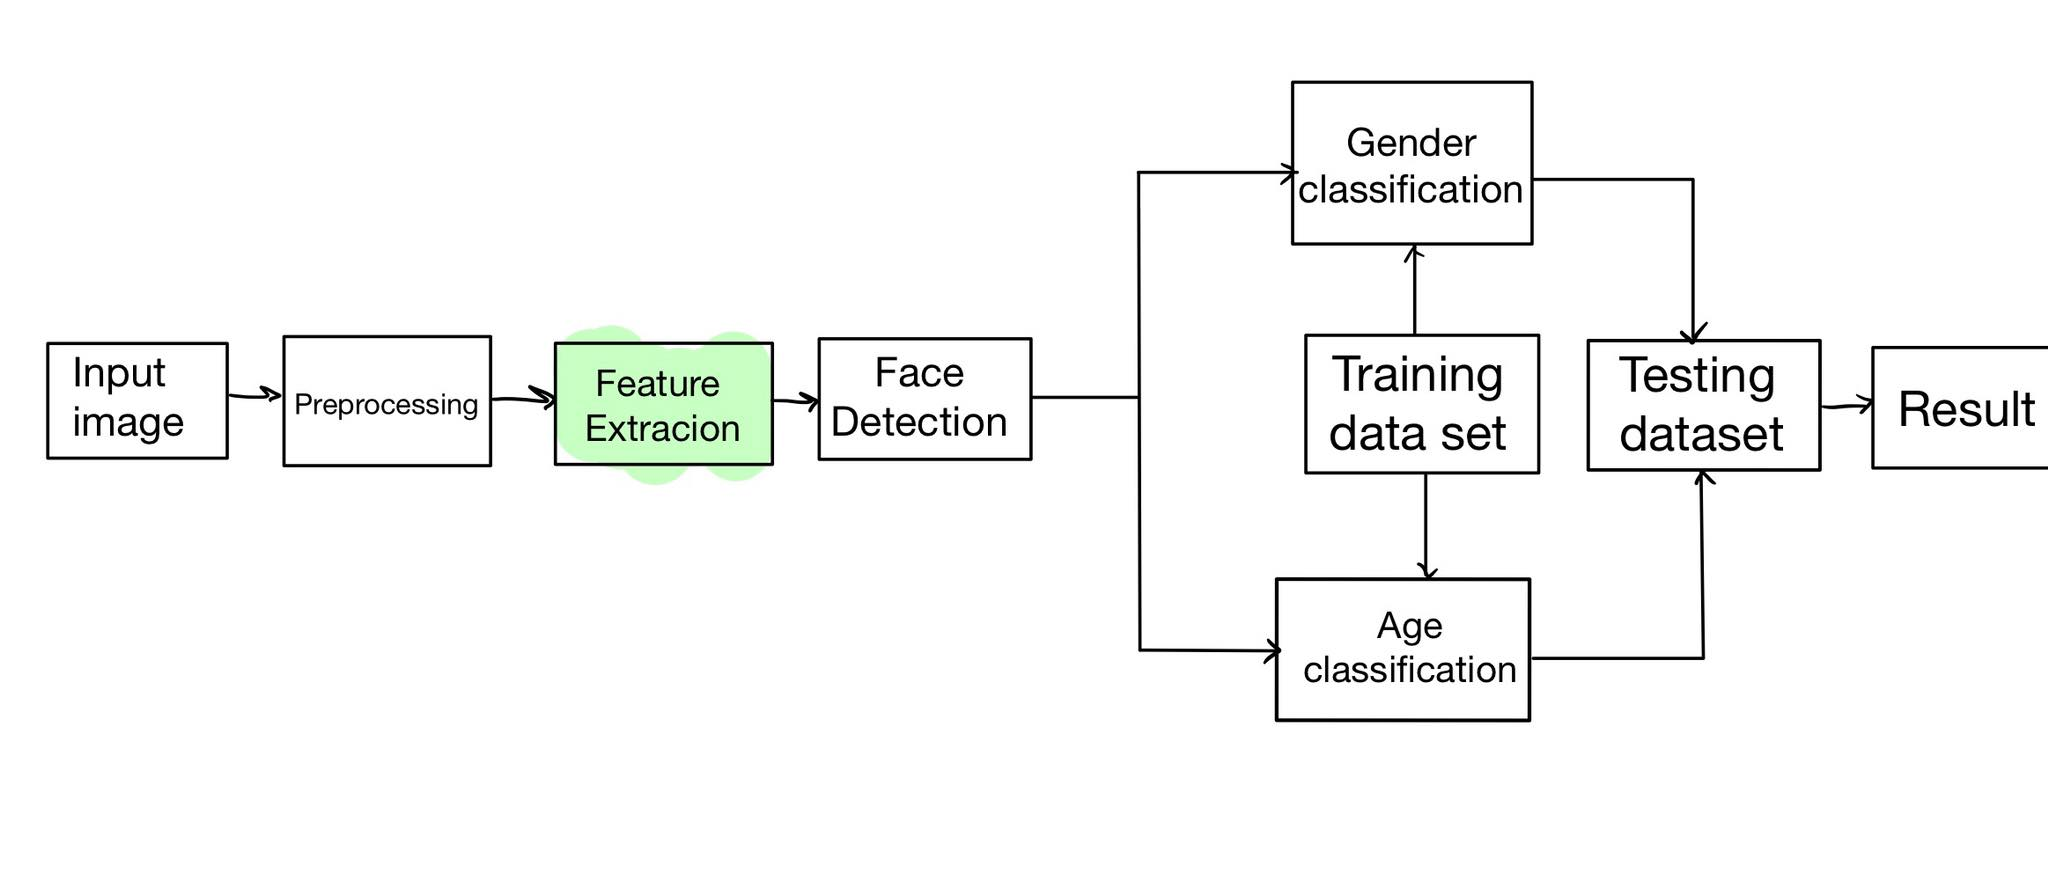 Input
image
Preprocessing
Feature
Extracion
Face
Detection
Gender
classification
Training
data set
Age
classification
Testing
dataset
Result